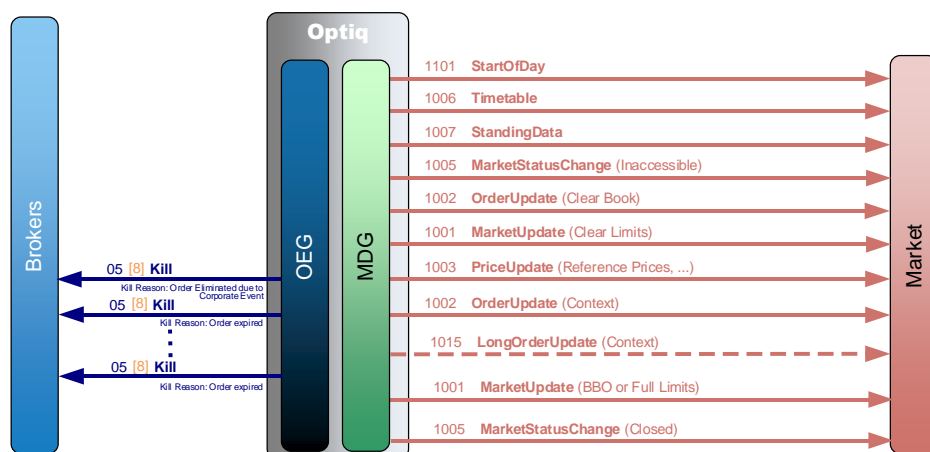 Optiq
Brokers
OEG
MDG
Market
1101 StartOfDay
1006 Timetable
1007 StandingData
1005 MarketStatusChange (Inaccessible)
1002 OrderUpdate (Clear Book)
1001 MarketUpdate (Clear Limits)
05 [8] Kill
Kill Reason: Order Eliminated due to
Corporate Event
1003 PriceUpdate (Reference Prices, ...)
05 [8] Kill
Kill Reason: Order expired
1002 OrderUpdate (Context)
1015 LongOrderUpdate (Context)
05 [8] Kill
Kill Reason: Order expired
1001 MarketUpdate (BBO or Full Limits)
1005 MarketStatusChange (Closed)